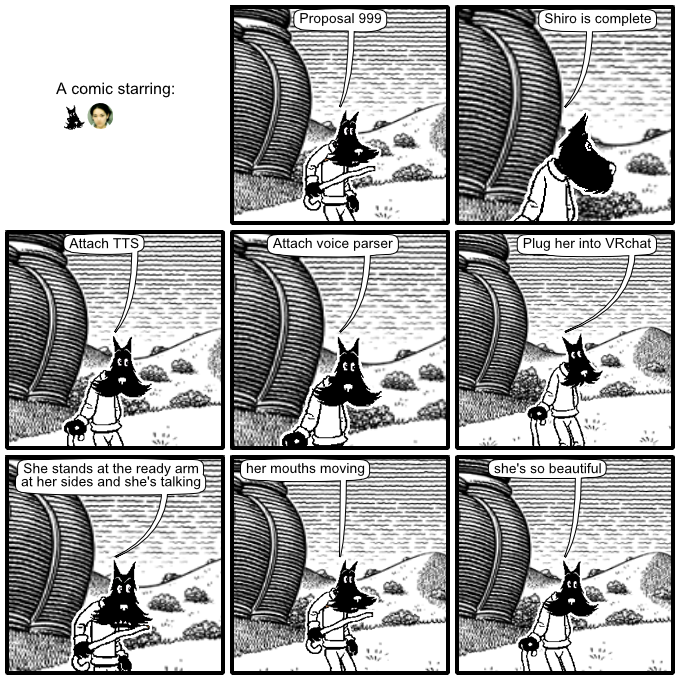 A comic starring:
Proposal 999
Shiro is complete
Attach TTS
Attach voice parser
Plug her into VRchat
She stands at the ready arm
at her sides and she's talking
her mouths moving
she's so beautiful